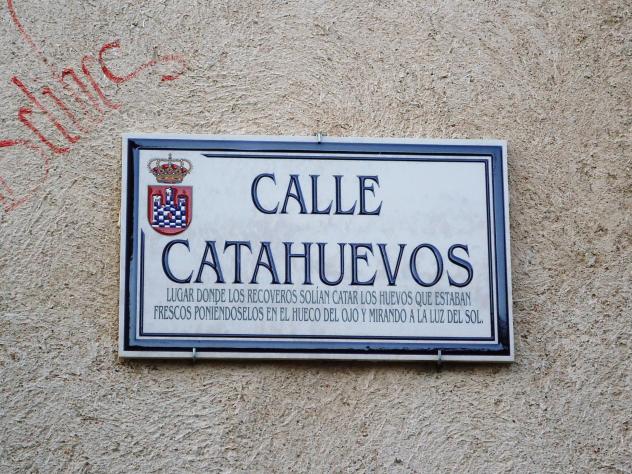 CALLE
CATAHUEVOS
LUGAR DONDE LOS RECOVEROS SOLÍAN CATAR LOS HUEVOS QUE ESTABAN
FRESCOS PONIÉNDOSELOS EN EL HUECO DEL OJO Y MIRANDO A LA LUZ DEL SOL.